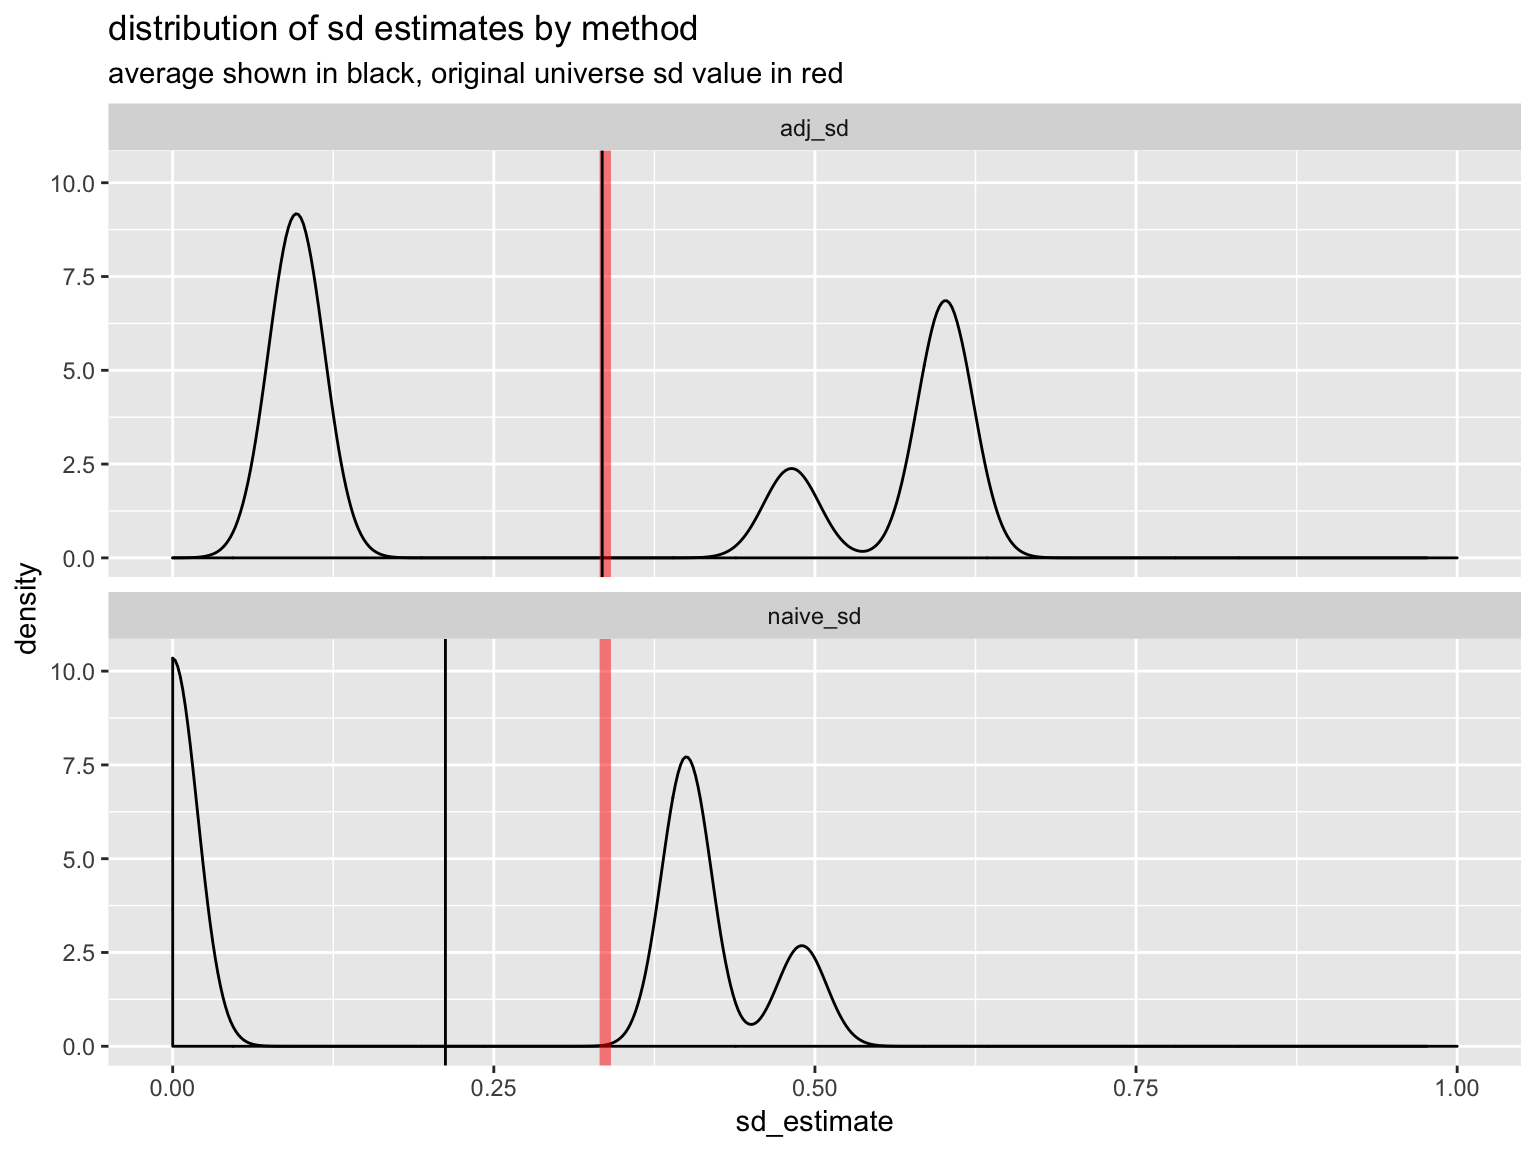 distribution of sd estimates by method
average shown in black, original universe sd value in red
adj_sd
10.0
7.5
5.0
2.5
0.0
naive_sd
10.0
7.5
5.0
2.5
0.0
density
0.00 0.25 0.50 0.75 1.00
sd_estimate